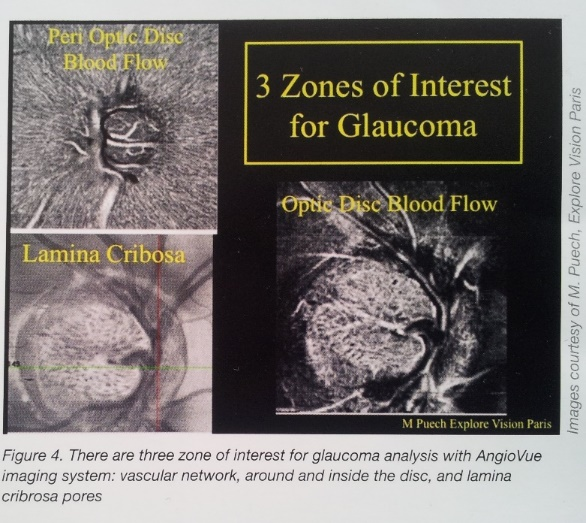 Peri Optic Disc
Blood Flow
3 Zones of Interest
for Glaucoma
Optic Disc Blood Flow
Lamina Cribosa
M Puech Explore Vision Paris
Images courtesy of M. Puech, Explore Vision Paris
Figure 4. There are three zone of interest for glaucoma analysis with AngioVue
imaging system: vascular network, around and inside the disc, and lamina
cribrosa pores